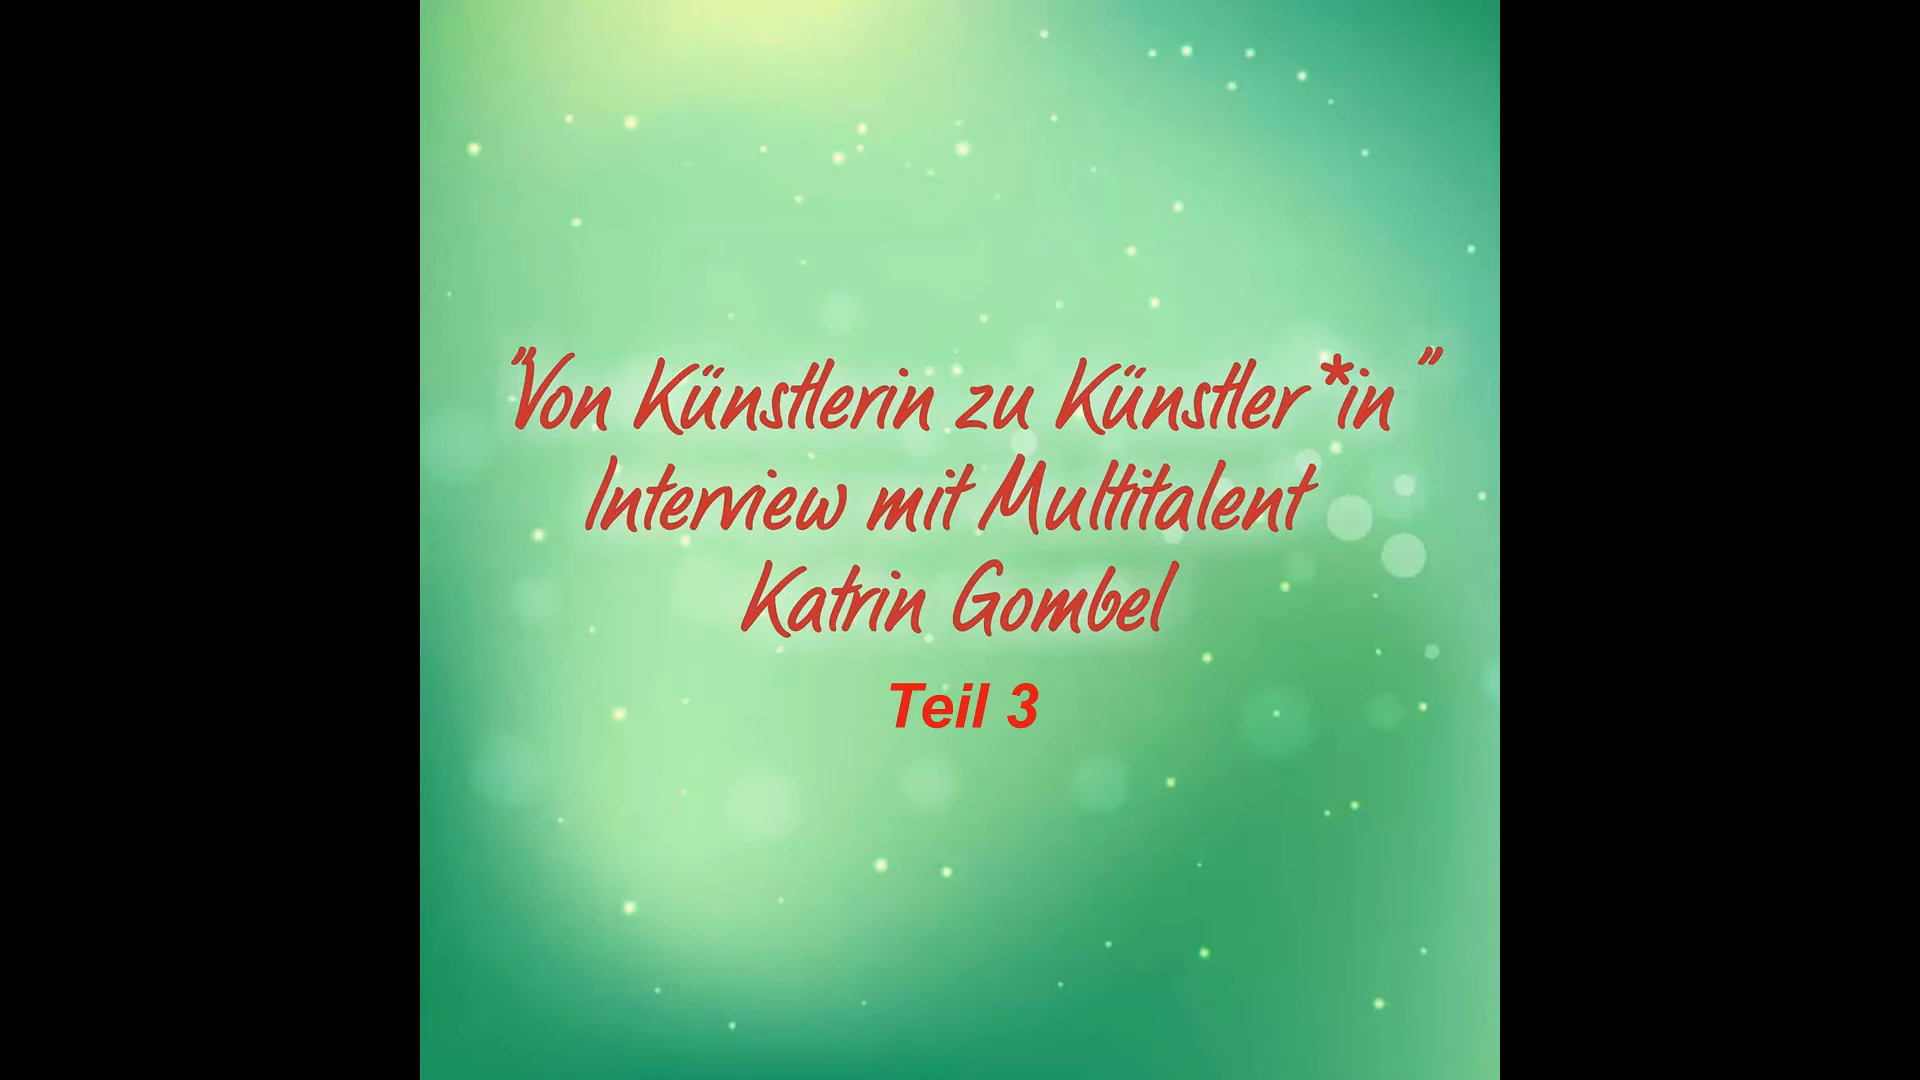 "Von Künstlerin zu Künstler*in"
Interview mit Multitalent
Katrin Gombel
Teil 3